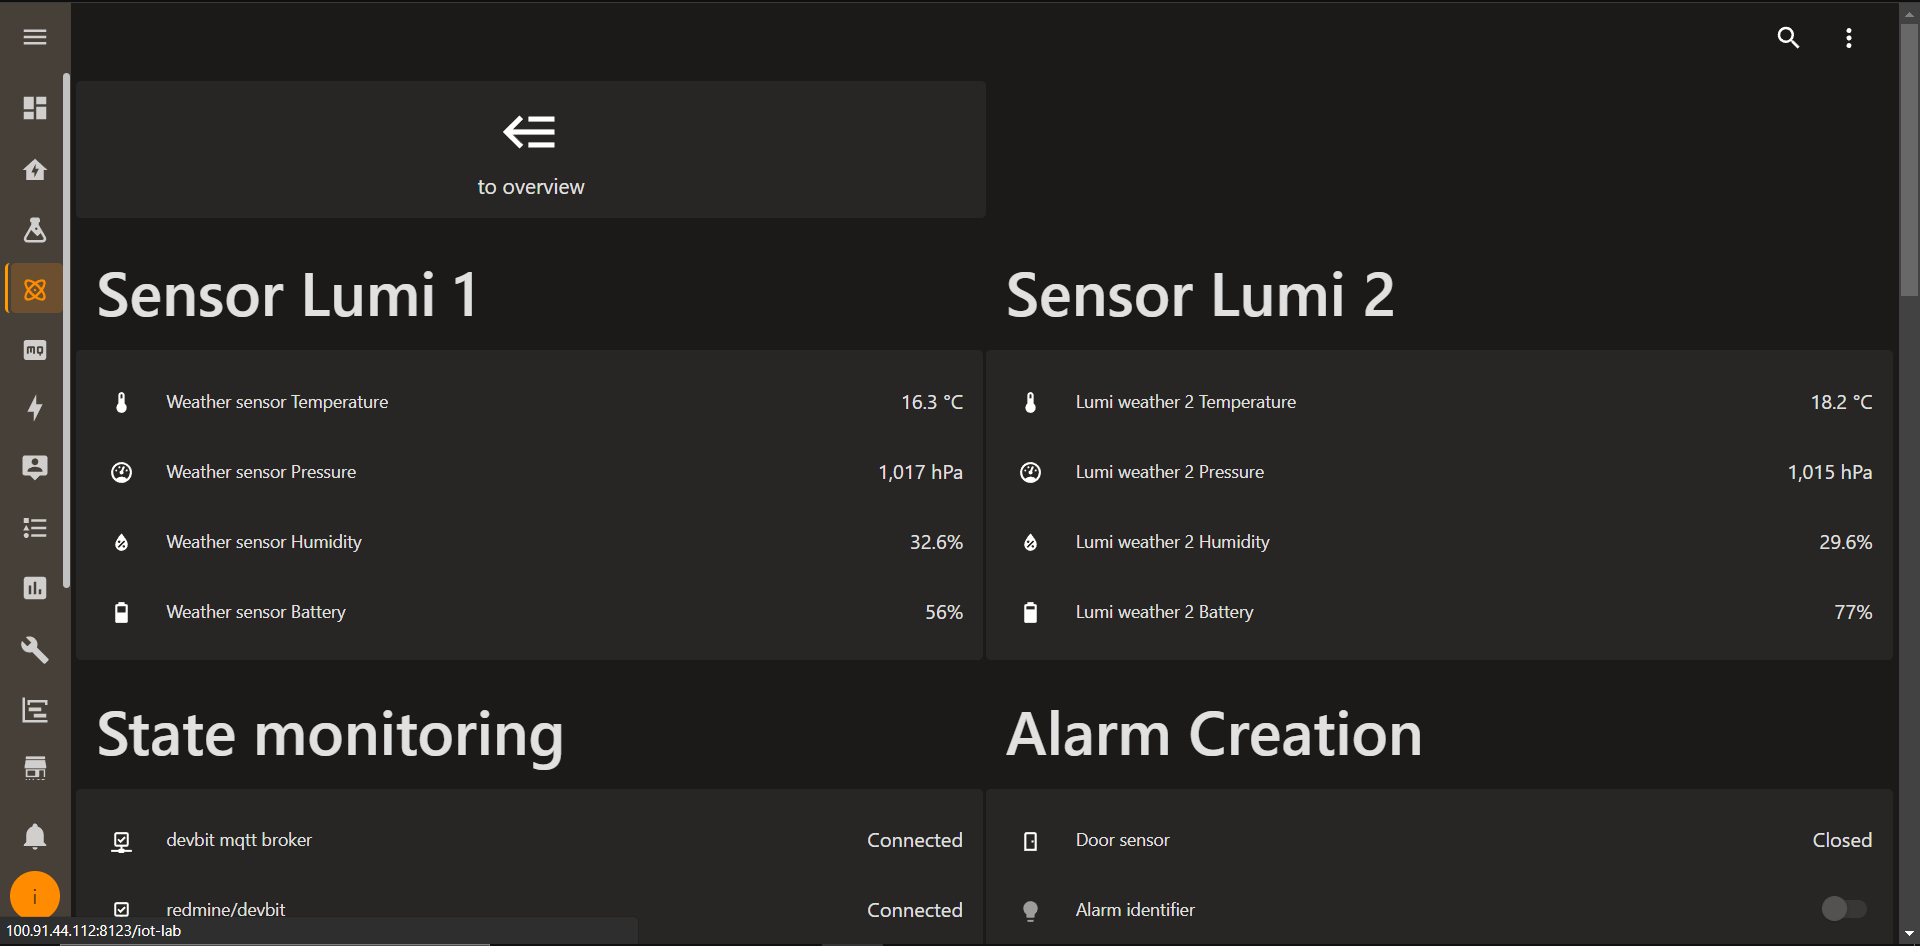 to overview
Sensor Lumi 1
Weather sensor Temperature 16.3 °C
Weather sensor Pressure 1,017 hPa
Weather sensor Humidity 32.6%
Weather sensor Battery 56%
Sensor Lumi 2
Lumi weather 2 Temperature 18.2 °C
Lumi weather 2 Pressure 1,015 hPa
Lumi weather 2 Humidity 29.6%
Lumi weather 2 Battery 77%
State monitoring
devbit mqtt broker Connected
redmine/devbit Connected
Alarm Creation
Door sensor Closed
Alarm identifier
MQ
i
100.91.44.112:8123/iot-lab